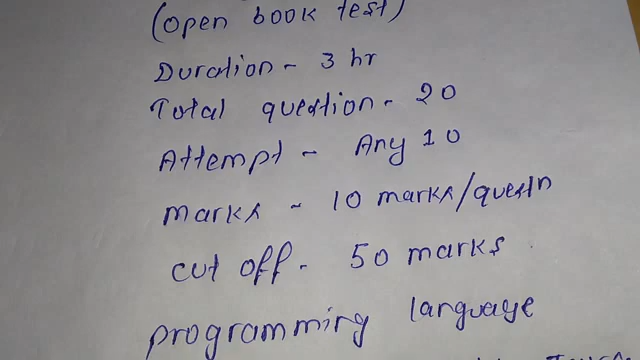 (open book test)
Duration - 3 hr
Total question - 20
Attempt - Any 10
marks - 10 marks/questn
cut off - 50 marks
programming language